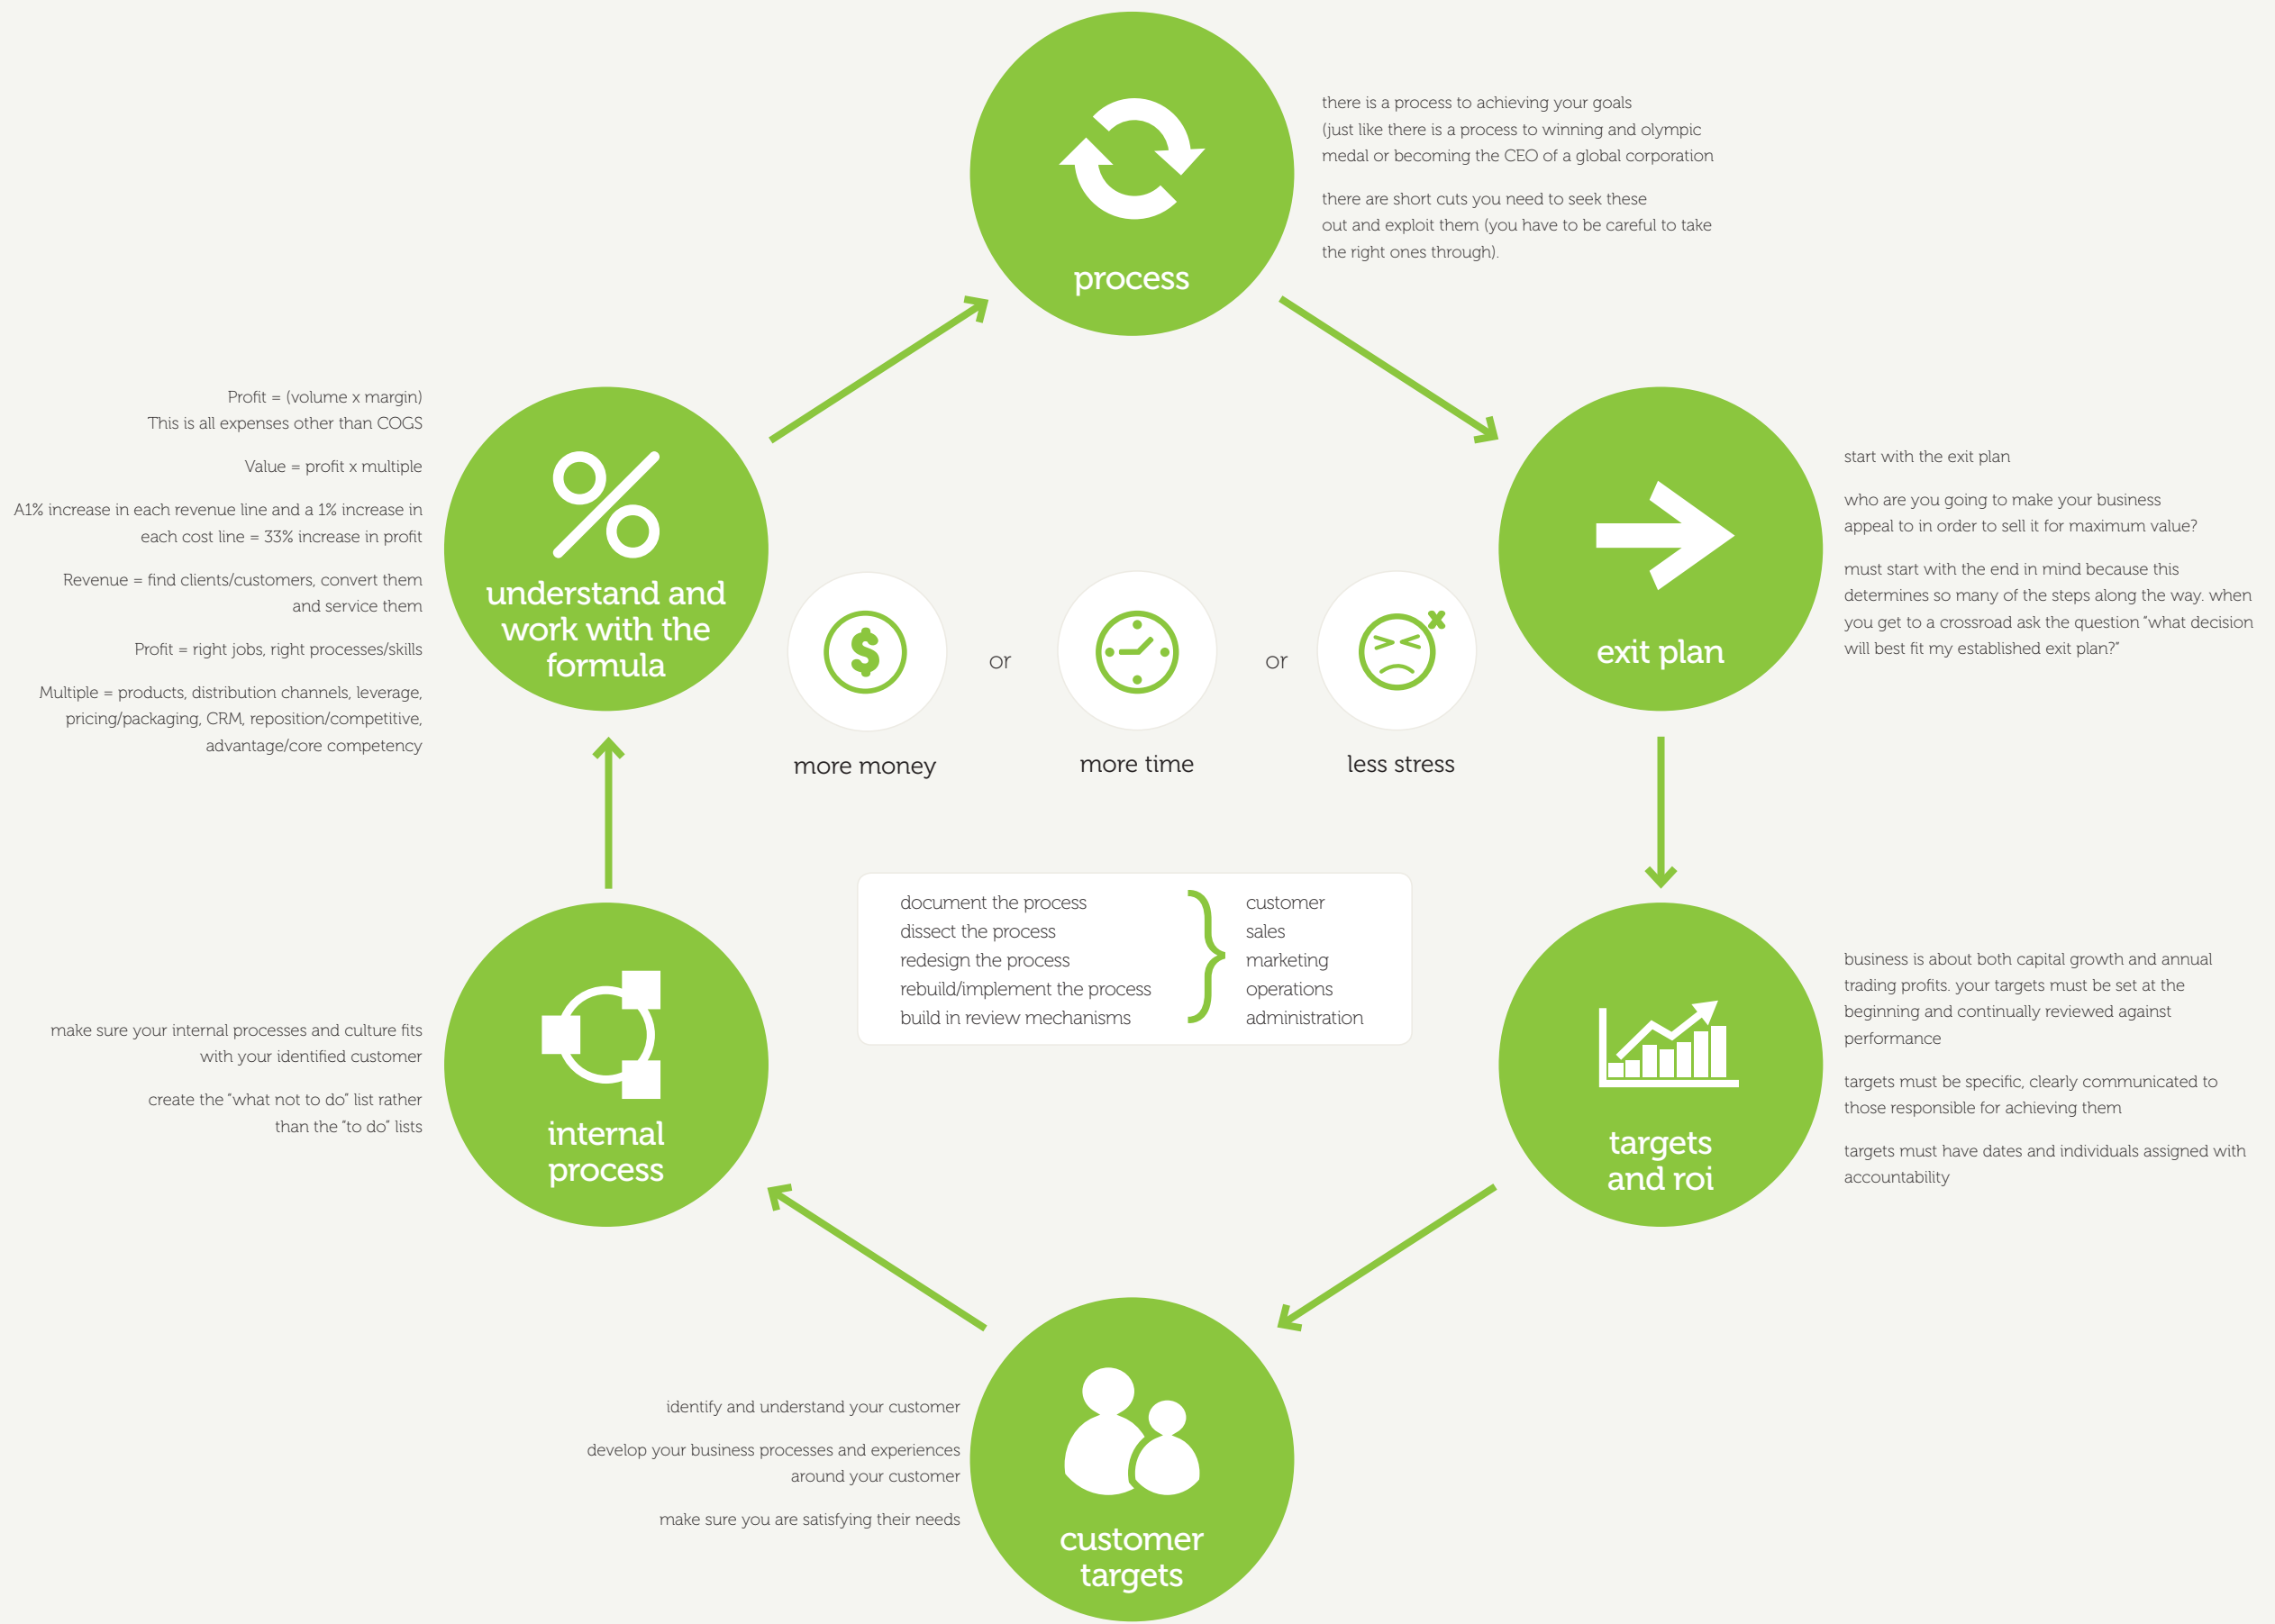 process
there is a process to achieving your goals
(just like there is a process to winning and olympic
medal or becoming the CEO of a global corporation
there are short cuts you need to seek these
out and exploit them (you have to be careful to take
the right ones through).
exit plan
start with the exit plan
who are you going to make your business
appeal to in order to sell it for maximum value?
must start with the end in mind because this
determines so many of the steps along the way. when
you get to a crossroad ask the question "what decision
will best fit my established exit plan?"
targets
and roi
business is about both capital growth and annual
trading profits. your targets must be set at the
beginning and continually reviewed against
performance
targets must be specific, clearly communicated to
those responsible for achieving them
targets must have dates and individuals assigned with
accountability
customer
targets
identify and understand your customer
develop your business processes and experiences
around your customer
make sure you are satisfying their needs
internal
process
make sure your internal processes and culture fits
with your identified customer
create the "what not to do" list rather
than the "to do" lists
understand and
work with the
formula
Profit = (volume x margin)
This is all expenses other than COGS
Value = profit x multiple
A1% increase in each revenue line and a 1% increase in
each cost line = 33% increase in profit
Revenue = find clients/customers, convert them
and service them
Profit = right jobs, right processes/skills
Multiple = products, distribution channels, leverage,
pricing/packaging, CRM, reposition/competitive,
advantage/core competency
more money
or
more time
or
less stress
document the process
dissect the process
redesign the process
rebuild/implement the process
build in review mechanisms
customer
sales
marketing
operations
administration